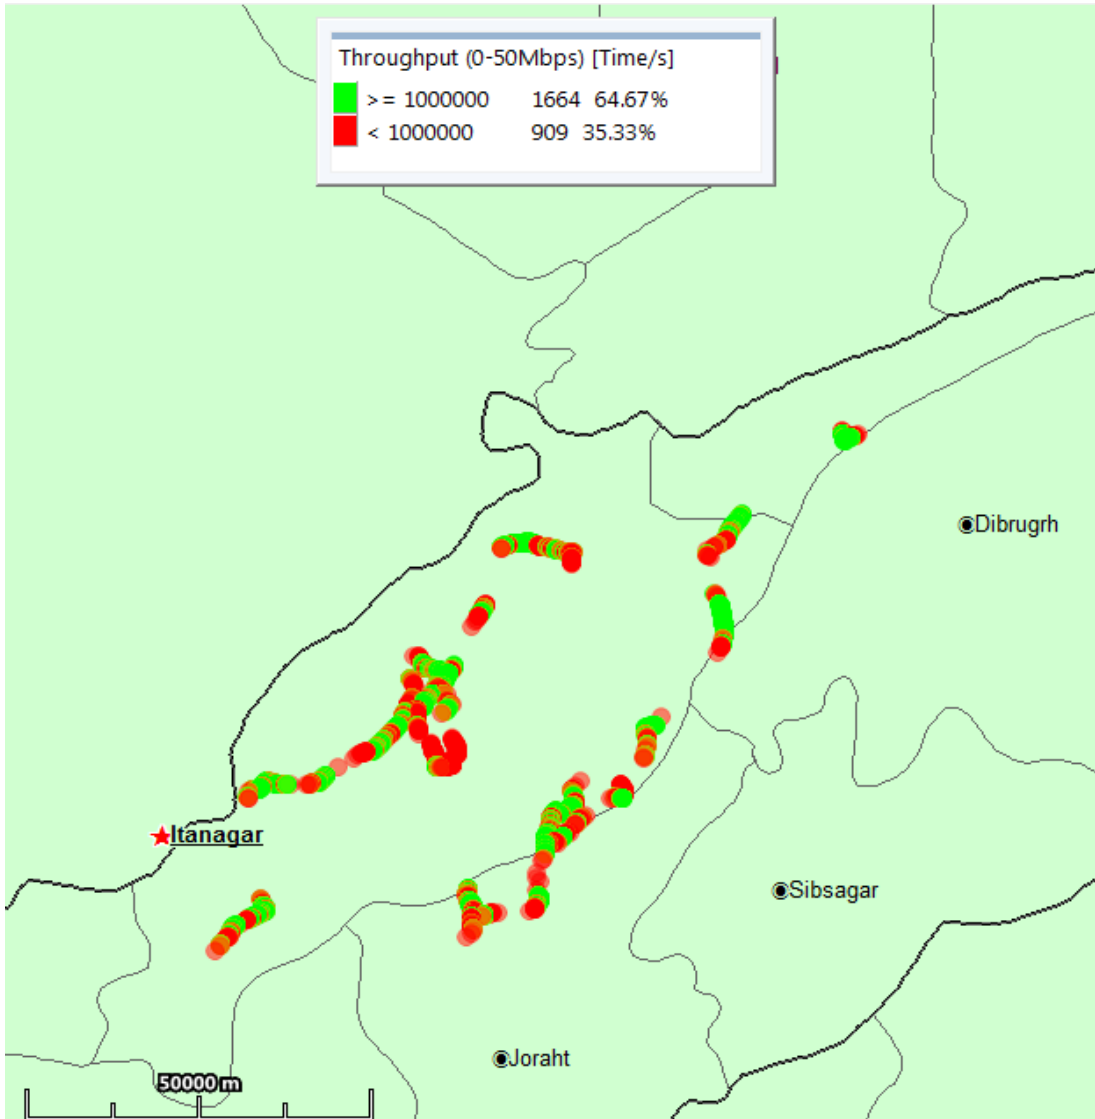 Throughput (0-50Mbps) [Time/s]
>= 1000000 1664 64.67%
< 1000000 909 35.33%
Dibrugrh
Itanagar
Sibsagar
Joraht
50000 m